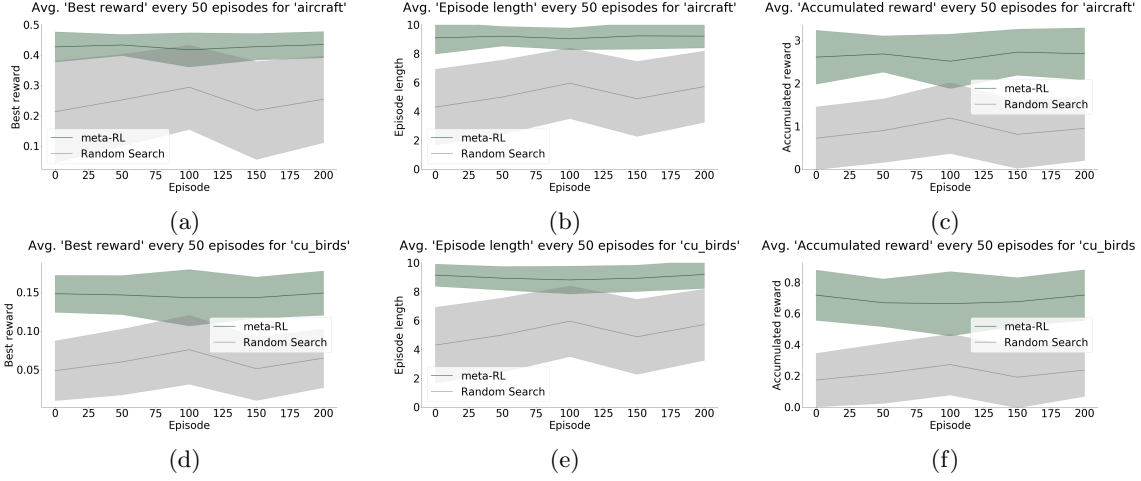 Avg. 'Best reward' every 50 episodes for 'aircraft'
Best reward
0.5
0.4
0.3
0.2
0.1
meta-RL
Random Search
0 25 50 75 100 125 150 175 200
Episode
(a)
Avg. 'Episode length' every 50 episodes for 'aircraft'
Episode length
10
8
6
4
2
0
meta-RL
Random Search
0 25 50 75 100 125 150 175 200
Episode
(b)
Avg. 'Accumulated reward' every 50 episodes for 'aircraft'
Accumulated reward
3
2
1
0
meta-RL
Random Search
0 25 50 75 100 125 150 175 200
Episode
(c)
Avg. 'Best reward' every 50 episodes for 'cu_birds'
Best reward
0.15
0.10
0.05
meta-RL
Random Search
0 25 50 75 100 125 150 175 200
Episode
(d)
Avg. 'Episode length' every 50 episodes for 'cu_birds'
Episode length
10
8
6
4
2
0
meta-RL
Random Search
0 25 50 75 100 125 150 175 200
Episode
(e)
Avg. 'Accumulated reward' every 50 episodes for 'cu_birds
Accumulated reward
0.8
0.6
0.4
0.2
0.0
meta-RL
Random Search
0 25 50 75 100 125 150 175 200
Episode
(f)